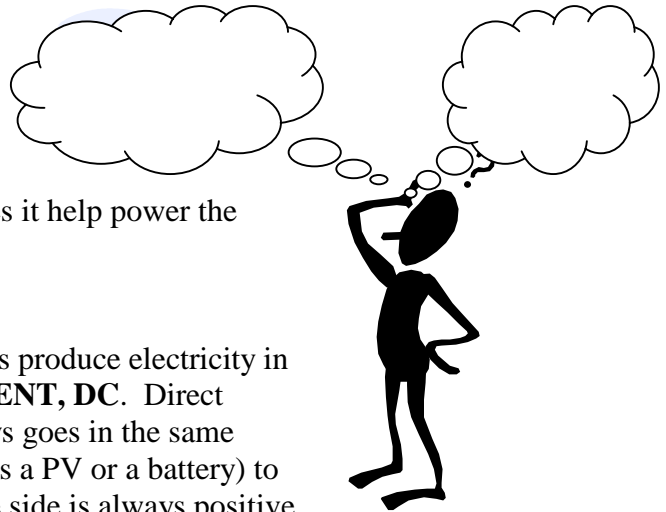 s it help power the
s produce electricity in
ENT, DC. Direct
s goes in the same
s a PV or a battery) to
side is always positive